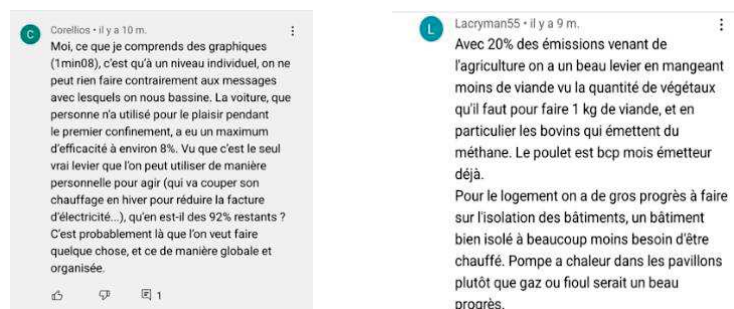 C
Corellios • il y a 10 m.
Moi, ce que je comprends des graphiques
(1min08), c'est qu'à un niveau individuel, on ne
peut rien faire contrairement aux messages
avec lesquels on nous bassine. La voiture, que
personne n'a utilisé pour le plaisir pendant
le premier confinement, a eu un maximum
d'efficacité à environ 8%. Vu que c'est le seul
vrai levier que l'on peut utiliser de manière
personnelle pour agir (qui va couper son
chauffage en hiver pour réduire la facture
d'électricité...), qu'en est-il des 92% restants ?
C'est probablement là que l'on veut faire
quelque chose, et ce de manière globale et
organisée.
1
L
Lacryman55 • il y a 9 m.
Avec 20% des émissions venant de
l'agriculture on a un beau levier en mangeant
moins de viande vu la quantité de végétaux
qu'il faut pour faire 1 kg de viande, et en
particulier les bovins qui émettent du
méthane. Le poulet est bcp mois émetteur
déjà.
Pour le logement on a de gros progrès à faire
sur l'isolation des bâtiments, un bâtiment
bien isolé à beaucoup moins besoin d'être
chauffé. Pompe a chaleur dans les pavillons
plutôt que gaz ou fioul serait un beau
progrès.